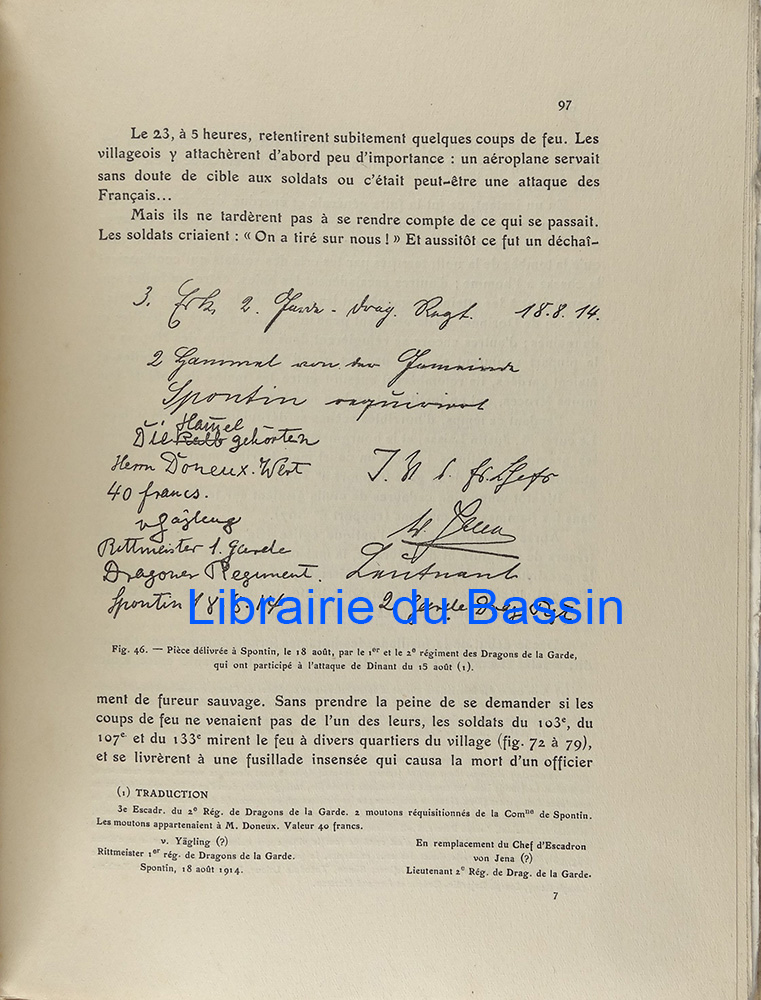 97
Le 23, à 5 heures, retentirent subitement quelques coups de feu. Les
villageois y attachèrent d'abord peu d'importance : un aéroplane servait
sans doute de cible aux soldats ou c'était peut-être une attaque des
Français...
Mais ils ne tardèrent pas à se rendre compte de ce qui se passait.
Les soldats criaient : « On a tiré sur nous ! » Et aussitôt ce fut un déchaî-
3. Esk. 2. Garde - Drag. Regt. 18.8.14.
2 Hammel von der Gemeinde
Spontin requiriert
Die Hammel gehörten
Herrn Doneux. Wert
40 francs.
Rittmeister 1. Garde
Dragoner Regiment.
Spontin 18.8.14
v. Jena
Leutnant
2 Garde Drag. Regt
Librairie du Bassin
Fig. 46. — Pièce délivrée à Spontin, le 18 août, par le 1er et le 2e régiment des Dragons de la Garde,
qui ont participé à l'attaque de Dinant du 15 août (1).
ment de fureur sauvage. Sans prendre la peine de se demander si les
coups de feu ne venaient pas de l'un des leurs, les soldats du 103e, du
107e et du 133e mirent le feu à divers quartiers du village (fig. 72 à 79),
et se livrèrent à une fusillade insensée qui causa la mort d'un officier
(1) TRADUCTION
3e Escadr. du 2e Rég. de Dragons de la Garde. 2 moutons réquisitionnés de la Comne de Spontin.
Les moutons appartenaient à M. Doneux. Valeur 40 francs.
v. Yägling (?)
Rittmeister 1er rég. de Dragons de la Garde.
Spontin, 18 août 1914.
En remplacement du Chef d'Escadron
von Jena (?)
Lieutenant 2e Rég. de Drag. de la Garde.
7